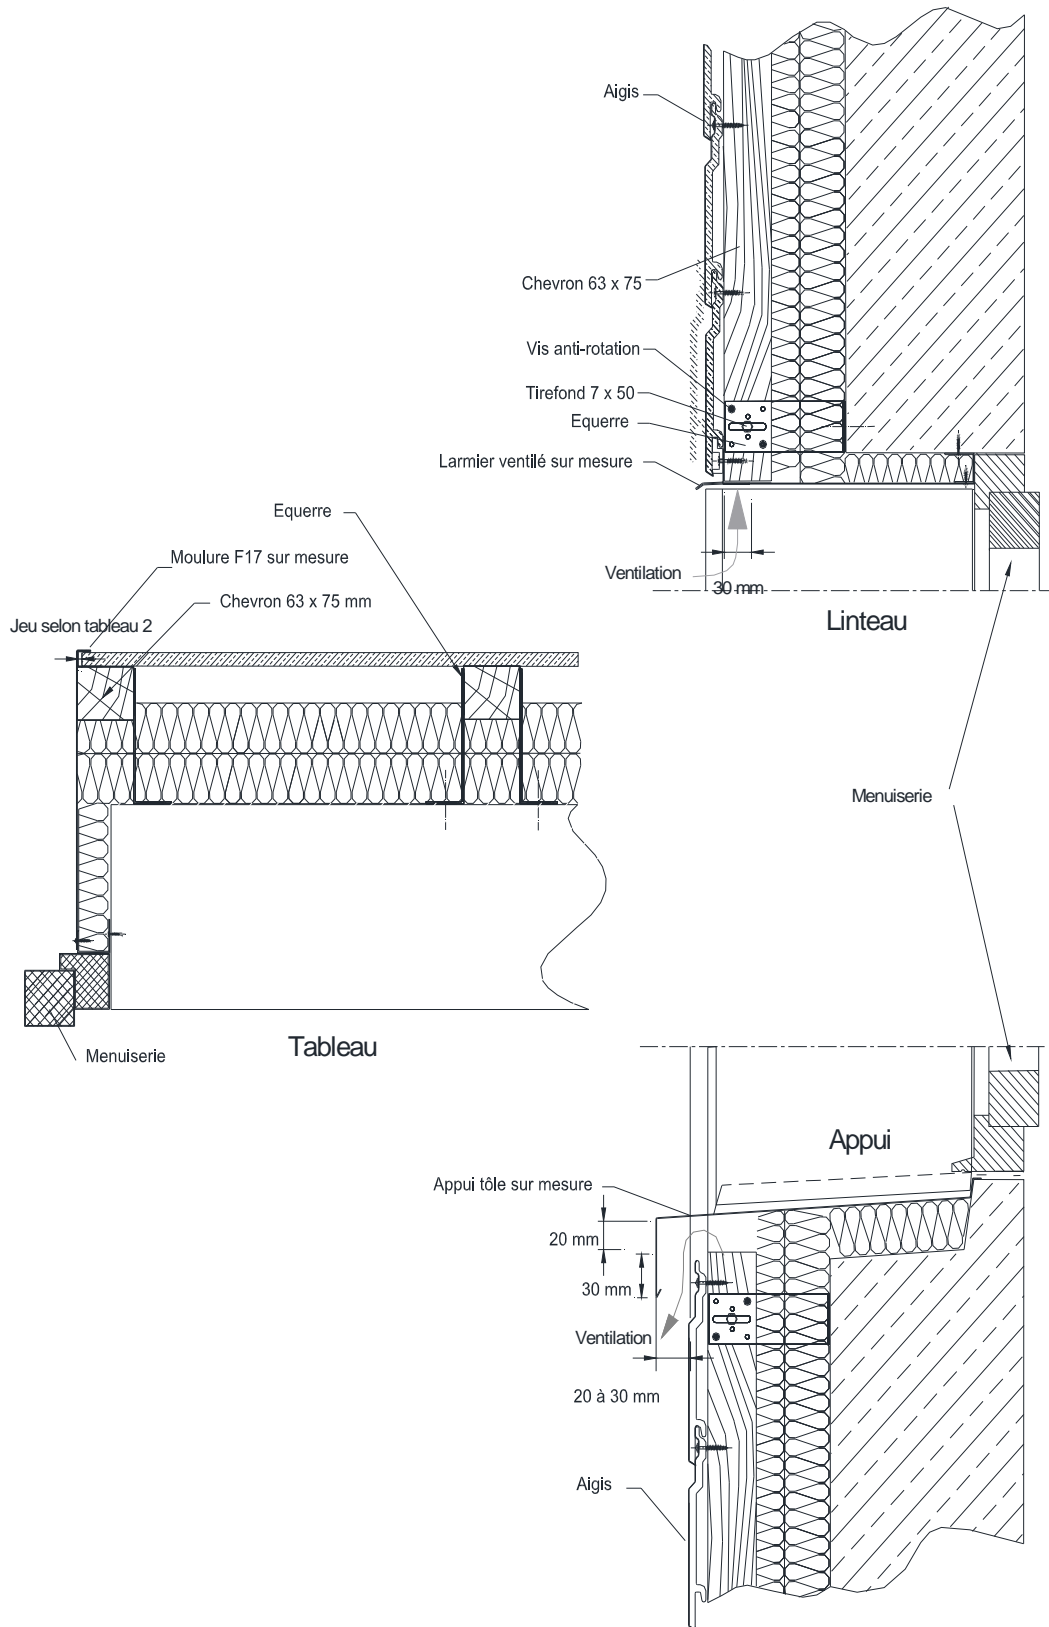 Aigis
Chevron 63 x 75
Vis anti-rotation
Tirefond 7 x 50
Equerre
Larmier ventilé sur mesure
Ventilation
30 mm
Linteau
Equerre
Moulure F17 sur mesure
Chevron 63 x 75 mm
Jeu selon tableau 2
Menuiserie
Tableau
Menuiserie
Appui
Appui tôle sur mesure
20 mm
30 mm
Ventilation
20 à 30 mm
Aigis